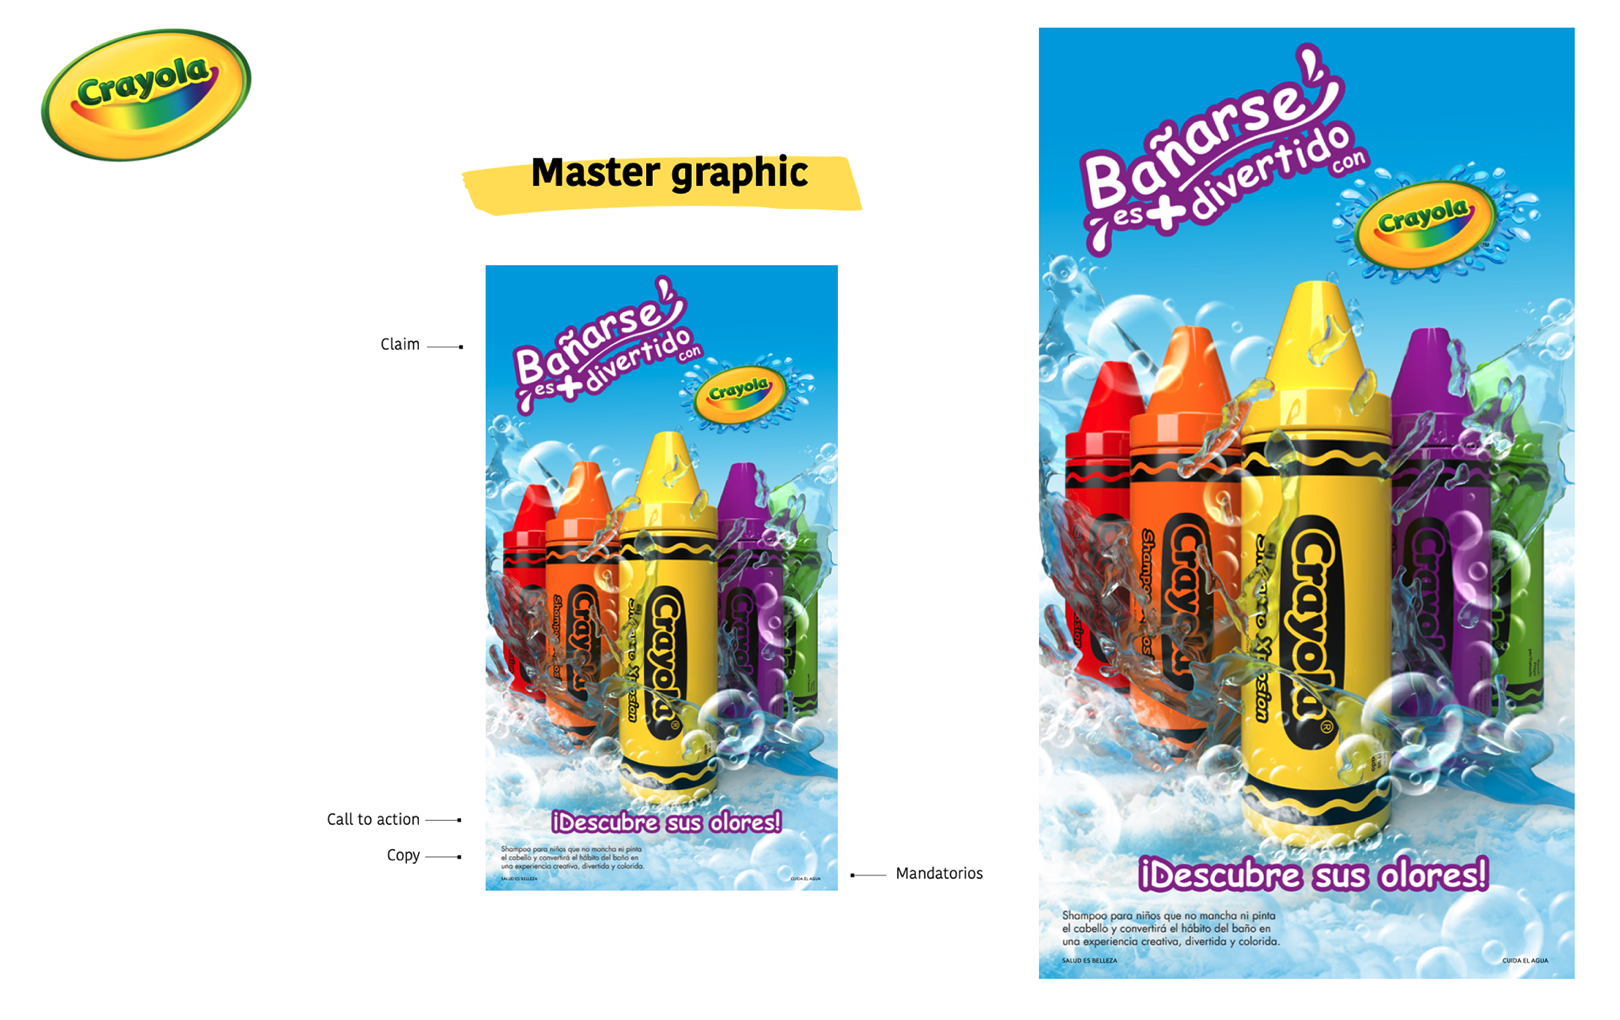 Crayola
Master graphic
Claim
Call to action
Copy
Mandatorios
Bañarse
es + divertido con
Crayola
Crayola
Shampoo
Crayola
Shampoo Xplosion
Crayola®
Crayola
¡Descubre sus olores!
Shampoo para niños que no mancha ni pinta
el cabello y convertirá el hábito del baño en
una experiencia creativa, divertida y colorida.
SALUD ES BELLEZA
CUIDA EL AGUA
Bañarse
es + divertido con
Crayola™
Shampoo
Crayola
Xplosion
Crayola®
Crayola
¡Descubre sus olores!
Shampoo para niños que no mancha ni pinta
el cabello y convertirá el hábito del baño en
una experiencia creativa, divertida y colorida.
SALUD ES BELLEZA
CUIDA EL AGUA